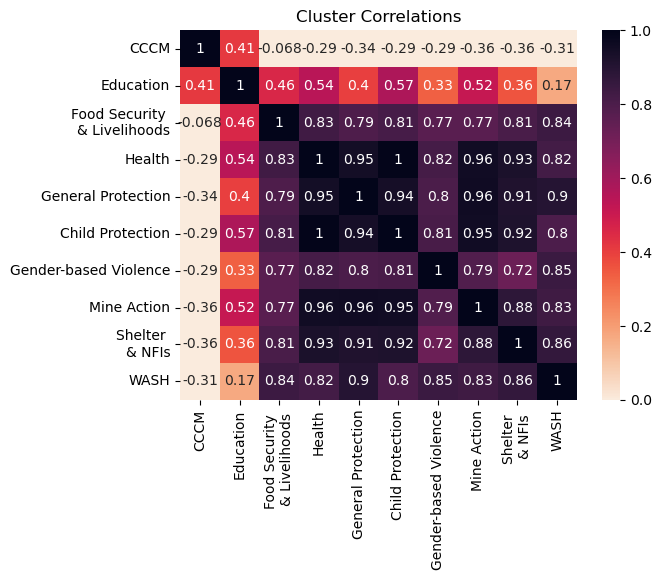 Cluster Correlations
CCCM 1 0.41 -0.068 -0.29 -0.34 -0.29 -0.29 -0.36 -0.36 -0.31
Education 0.41 1 0.46 0.54 0.4 0.57 0.33 0.52 0.36 0.17
Food Security
& Livelihoods -0.068 0.46 1 0.83 0.79 0.81 0.77 0.77 0.81 0.84
Health -0.29 0.54 0.83 1 0.95 1 0.82 0.96 0.93 0.82
General Protection -0.34 0.4 0.79 0.95 1 0.94 0.8 0.96 0.91 0.9
Child Protection -0.29 0.57 0.81 1 0.94 1 0.81 0.95 0.92 0.8
Gender-based Violence -0.29 0.33 0.77 0.82 0.8 0.81 1 0.79 0.72 0.85
Mine Action -0.36 0.52 0.77 0.96 0.96 0.95 0.79 1 0.88 0.83
Shelter
& NFIs -0.36 0.36 0.81 0.93 0.91 0.92 0.72 0.88 1 0.86
WASH -0.31 0.17 0.84 0.82 0.9 0.8 0.85 0.83 0.86 1
CCCM
Education
Food Security
& Livelihoods
Health
General Protection
Child Protection
Gender-based Violence
Mine Action
Shelter
& NFIs
WASH
1.0
0.8
0.6
0.4
0.2
0.0